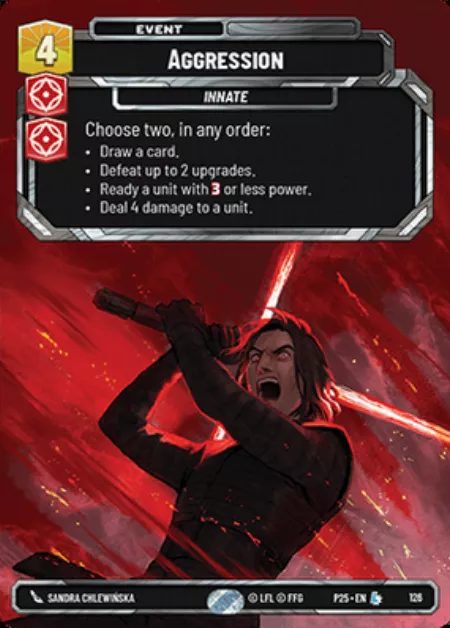 EVENT
4
AGGRESSION
INNATE
Choose two, in any order:
• Draw a card.
• Defeat up to 2 upgrades.
• Ready a unit with 3 or less power.
• Deal 4 damage to a unit.
SANDRA CHLEWIŃSKA
© LFL © FFG
P25 • EN
126